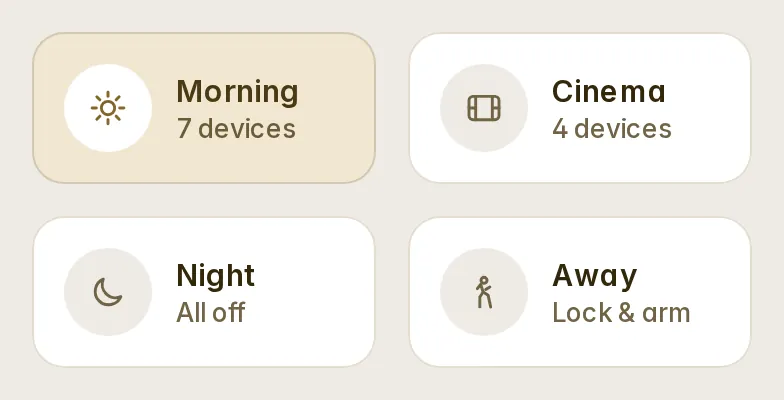 Morning
7 devices
Cinema
4 devices
Night
All off
Away
Lock & arm